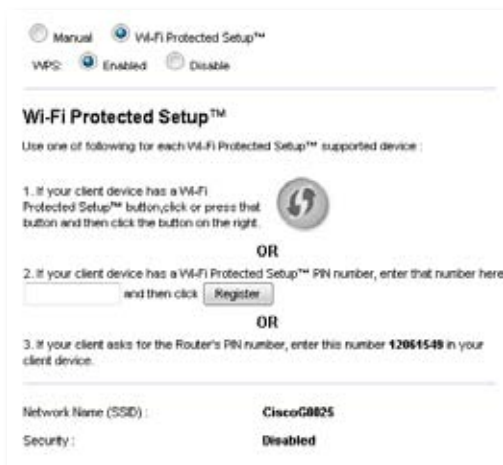 Manual Wi-Fi Protected Setup™
WPS: Enabled Disable
Wi-Fi Protected Setup™
Use one of following for each Wi-Fi Protected Setup™ supported device :
1. If your client device has a Wi-Fi
Protected Setup™ button,click or press that
button and then click the button on the right.
OR
2. If your client device has a Wi-Fi Protected Setup™ PIN number, enter that number here
and then click Register
OR
3. If your client asks for the Router's PIN number, enter this number 12061549 in your
client device.
Network Name (SSID) : CiscoG0025
Security : Disabled